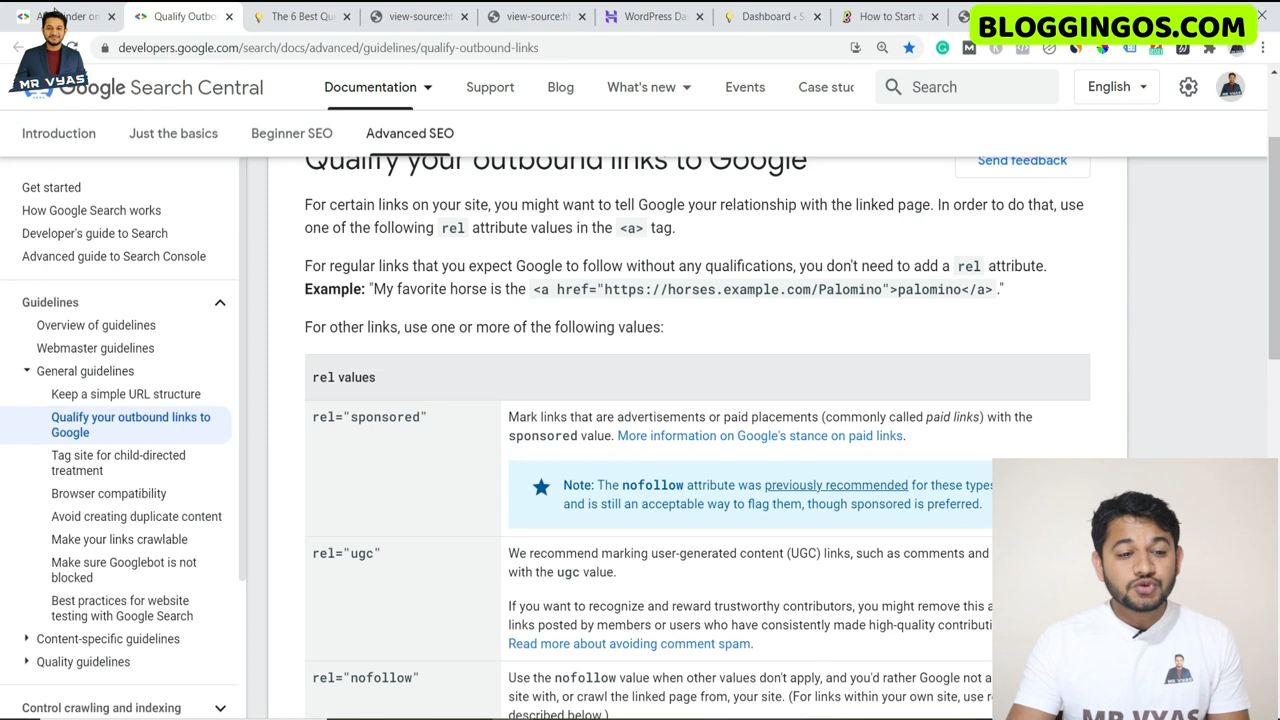 Qualify Outbo
The 6 Best Qu
view-source:ht
view-source:ht
WordPress Da
Dashboard ‹ S
How to Start a
BLOGGINGOS.COM
developers.google.com/search/docs/advanced/guidelines/qualify-outbound-links
MR VYAS
Google Search Central
Documentation
Support
Blog
What's new
Events
Case stuc
Search
English
Introduction
Just the basics
Beginner SEO
Advanced SEO
Qualify your outbound links to Google
Send feedback
Get started
How Google Search works
Developer's guide to Search
Advanced guide to Search Console
Guidelines
Overview of guidelines
Webmaster guidelines
General guidelines
Keep a simple URL structure
Qualify your outbound links to
Google
Tag site for child-directed
treatment
Browser compatibility
Avoid creating duplicate content
Make your links crawlable
Make sure Googlebot is not
blocked
Best practices for website
testing with Google Search
Content-specific guidelines
Quality guidelines
Control crawling and indexing
For certain links on your site, you might want to tell Google your relationship with the linked page. In order to do that, use
one of the following rel attribute values in the <a> tag.
For regular links that you expect Google to follow without any qualifications, you don't need to add a rel attribute.
Example: "My favorite horse is the <a href="https://horses.example.com/Palomino">palomino</a>."
For other links, use one or more of the following values:
rel values
rel="sponsored"
Mark links that are advertisements or paid placements (commonly called paid links) with the
sponsored value. More information on Google's stance on paid links.
Note: The nofollow attribute was previously recommended for these types
and is still an acceptable way to flag them, though sponsored is preferred.
rel="ugc"
We recommend marking user-generated content (UGC) links, such as comments and
with the ugc value.
If you want to recognize and reward trustworthy contributors, you might remove this a
links posted by members or users who have consistently made high-quality contributi
Read more about avoiding comment spam.
rel="nofollow"
Use the nofollow value when other values don't apply, and you'd rather Google not a
site with, or crawl the linked page from, your site. (For links within your own site, use r
described below.)
MR VYAS